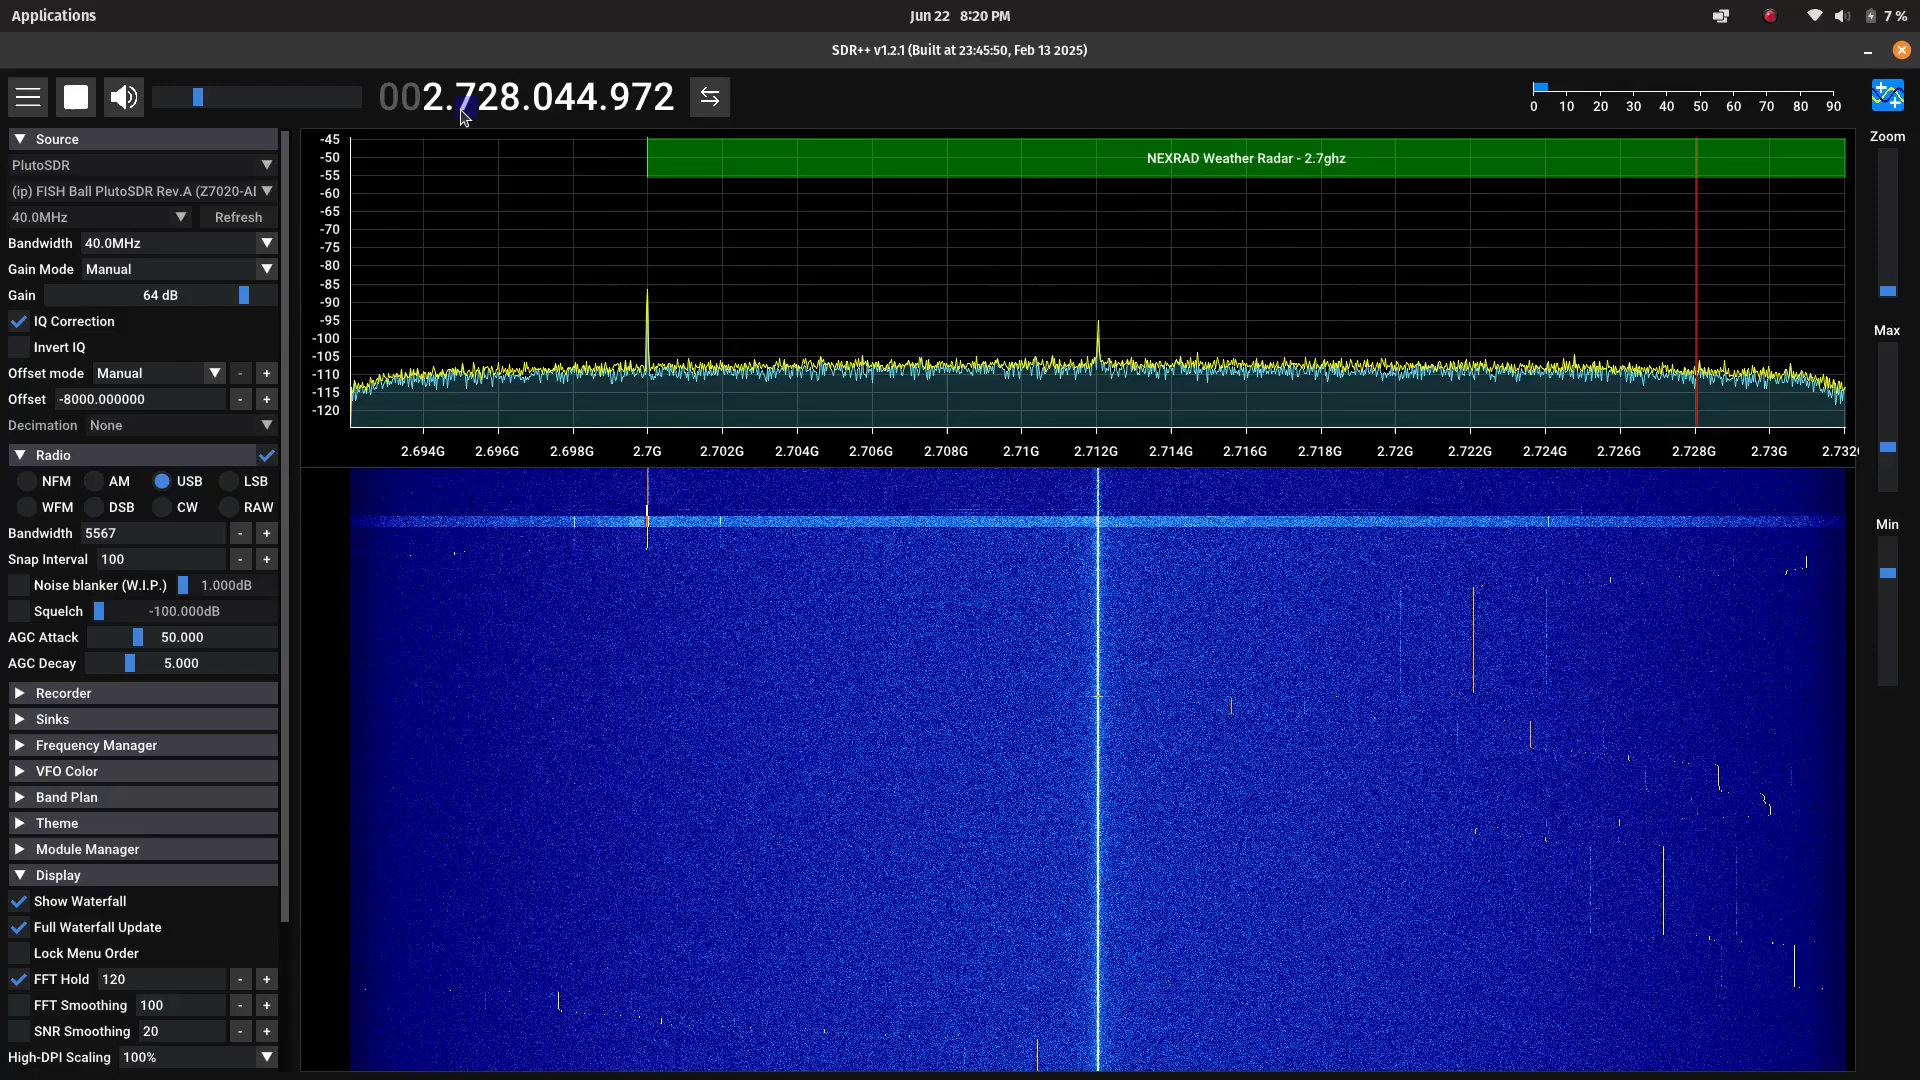 Applications
Jun 22 8:20 PM
7 %
SDR++ v1.2.1 (Built at 23:45:50, Feb 13 2025)
002.728.044.972
0 10 20 30 40 50 60 70 80 90
Source
PlutoSDR
(ip) FISH Ball PlutoSDR Rev.A (Z7020-AI
40.0MHz Refresh
Bandwidth 40.0MHz
Gain Mode Manual
Gain 64 dB
IQ Correction
Invert IQ
Offset mode Manual - +
Offset -8000.000000 - +
Decimation None
Radio
NFM AM USB LSB
WFM DSB CW RAW
Bandwidth 5567 - +
Snap Interval 100 - +
Noise blanker (W.I.P.) 1.000dB
Squelch -100.000dB
AGC Attack 50.000
AGC Decay 5.000
Recorder
Sinks
Frequency Manager
VFO Color
Band Plan
Theme
Module Manager
Display
Show Waterfall
Full Waterfall Update
Lock Menu Order
FFT Hold 120 - +
FFT Smoothing 100 - +
SNR Smoothing 20 - +
High-DPI Scaling 100%
-45
-50
-55
-60
-65
-70
-75
-80
-85
-90
-95
-100
-105
-110
-115
-120
NEXRAD Weather Radar - 2.7ghz
2.694G 2.696G 2.698G 2.7G 2.702G 2.704G 2.706G 2.708G 2.71G 2.712G 2.714G 2.716G 2.718G 2.72G 2.722G 2.724G 2.726G 2.728G 2.73G 2.732
Zoom
Max
Min